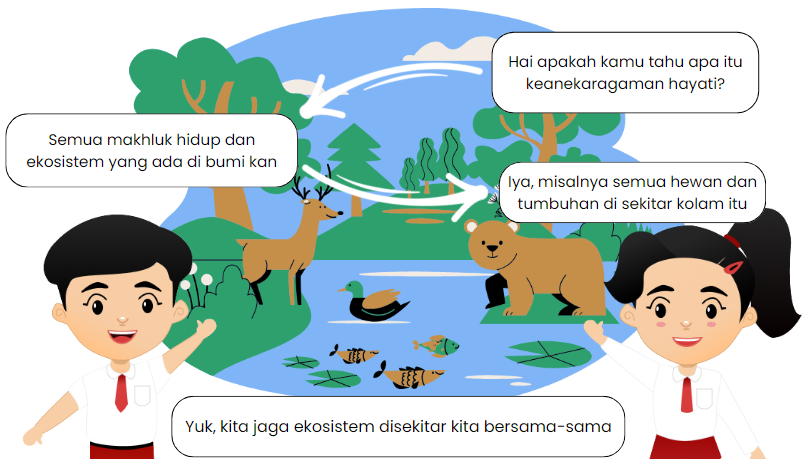 Hai apakah kamu tahu apa itu
keanekaragaman hayati?
Semua makhluk hidup dan
ekosistem yang ada di bumi kan
Iya, misalnya semua hewan dan
tumbuhan di sekitar kolam itu
Yuk, kita jaga ekosistem disekitar kita bersama-sama